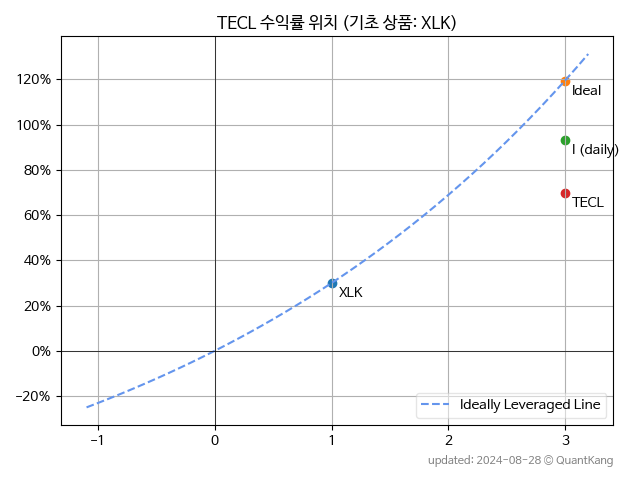 TECL 수익률 위치 (기초 상품: XLK)
120%
100%
80%
60%
40%
20%
0%
−20%
Ideal
I (daily)
TECL
XLK
Ideally Leveraged Line
−1
0
1
2
3
updated: 2024-08-28 © QuantKang